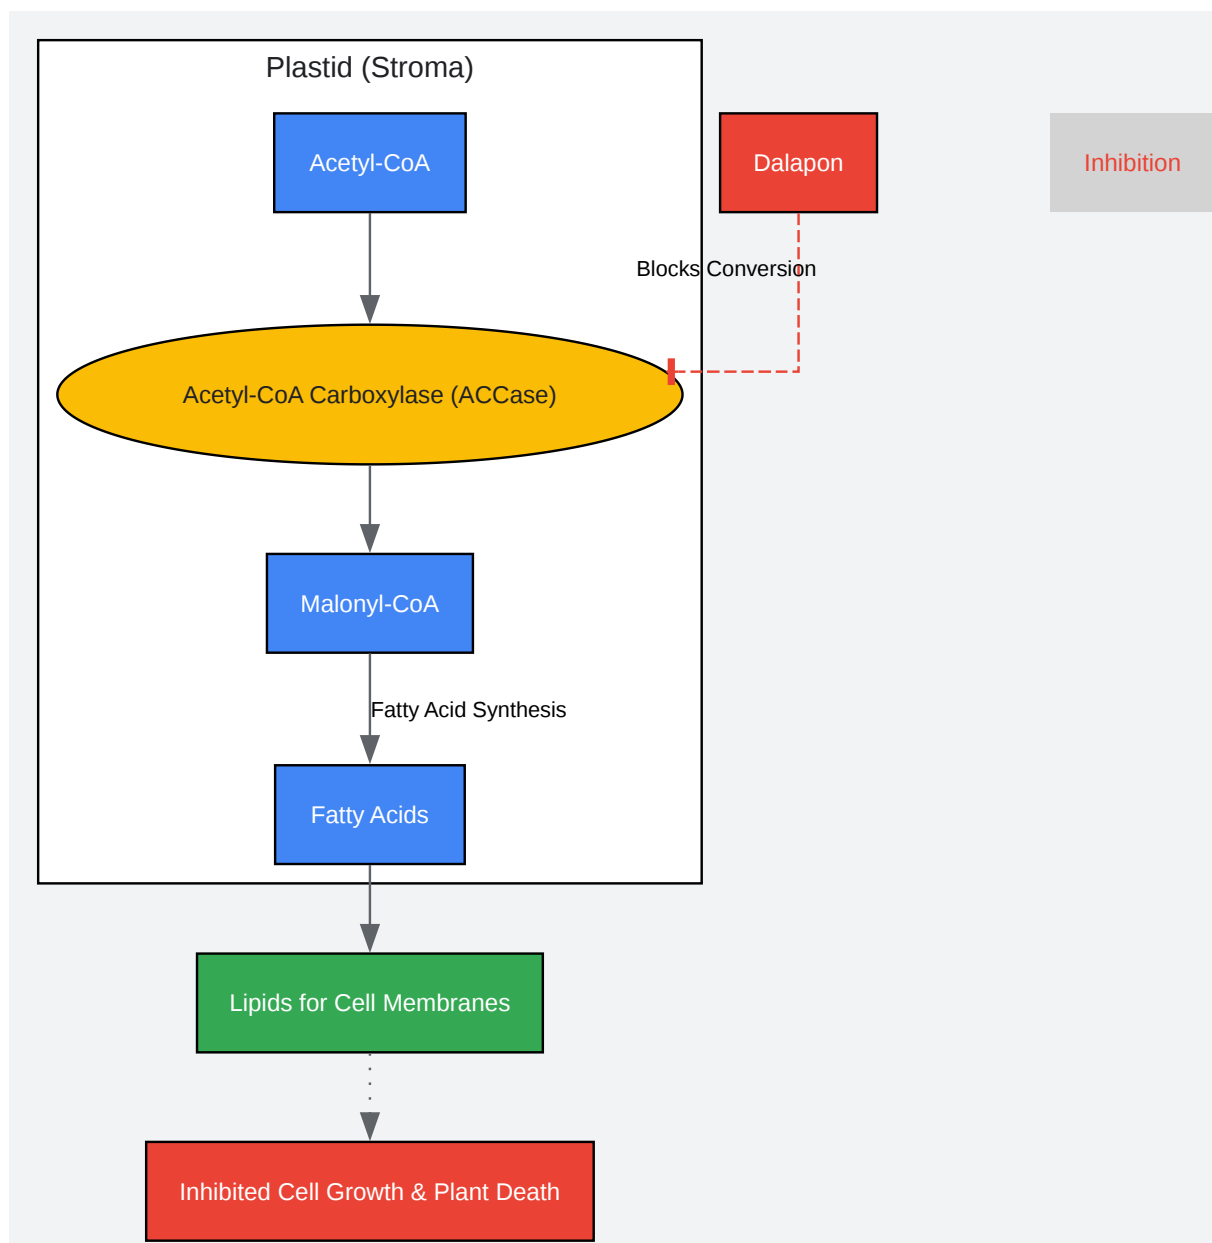 Plastid (Stroma)
Acetyl-CoA
Dalapon
Inhibition
Blocks Conversion
Acetyl-CoA Carboxylase (ACCase)
Malonyl-CoA
Fatty Acid Synthesis
Fatty Acids
Lipids for Cell Membranes
Inhibited Cell Growth & Plant Death